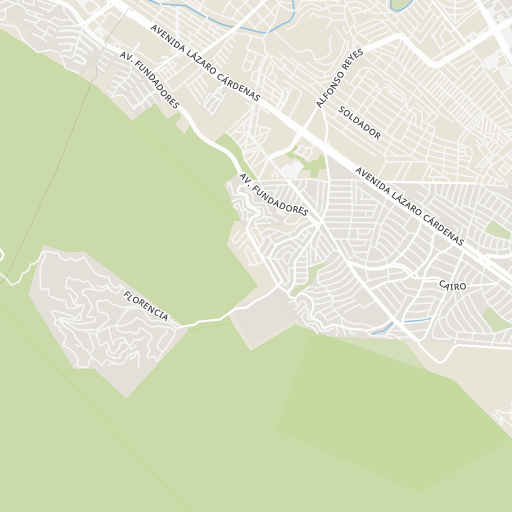 AVENIDA LÁZARO CÁRDENAS
AV. FUNDADORES
ALFONSO REYES
SOLDADOR
AVENIDA LÁZARO CÁRDENAS
AV. FUNDADORES
CAIRO
FLORENCIA